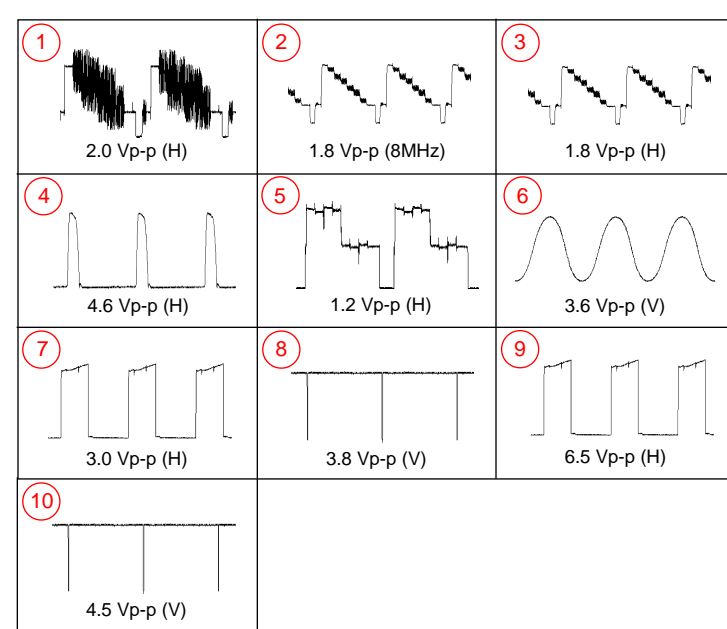 1
2.0 Vp-p (H)
2
1.8 Vp-p (8MHz)
3
1.8 Vp-p (H)
4
4.6 Vp-p (H)
5
1.2 Vp-p (H)
6
3.6 Vp-p (V)
7
3.0 Vp-p (H)
8
3.8 Vp-p (V)
9
6.5 Vp-p (H)
10
4.5 Vp-p (V)